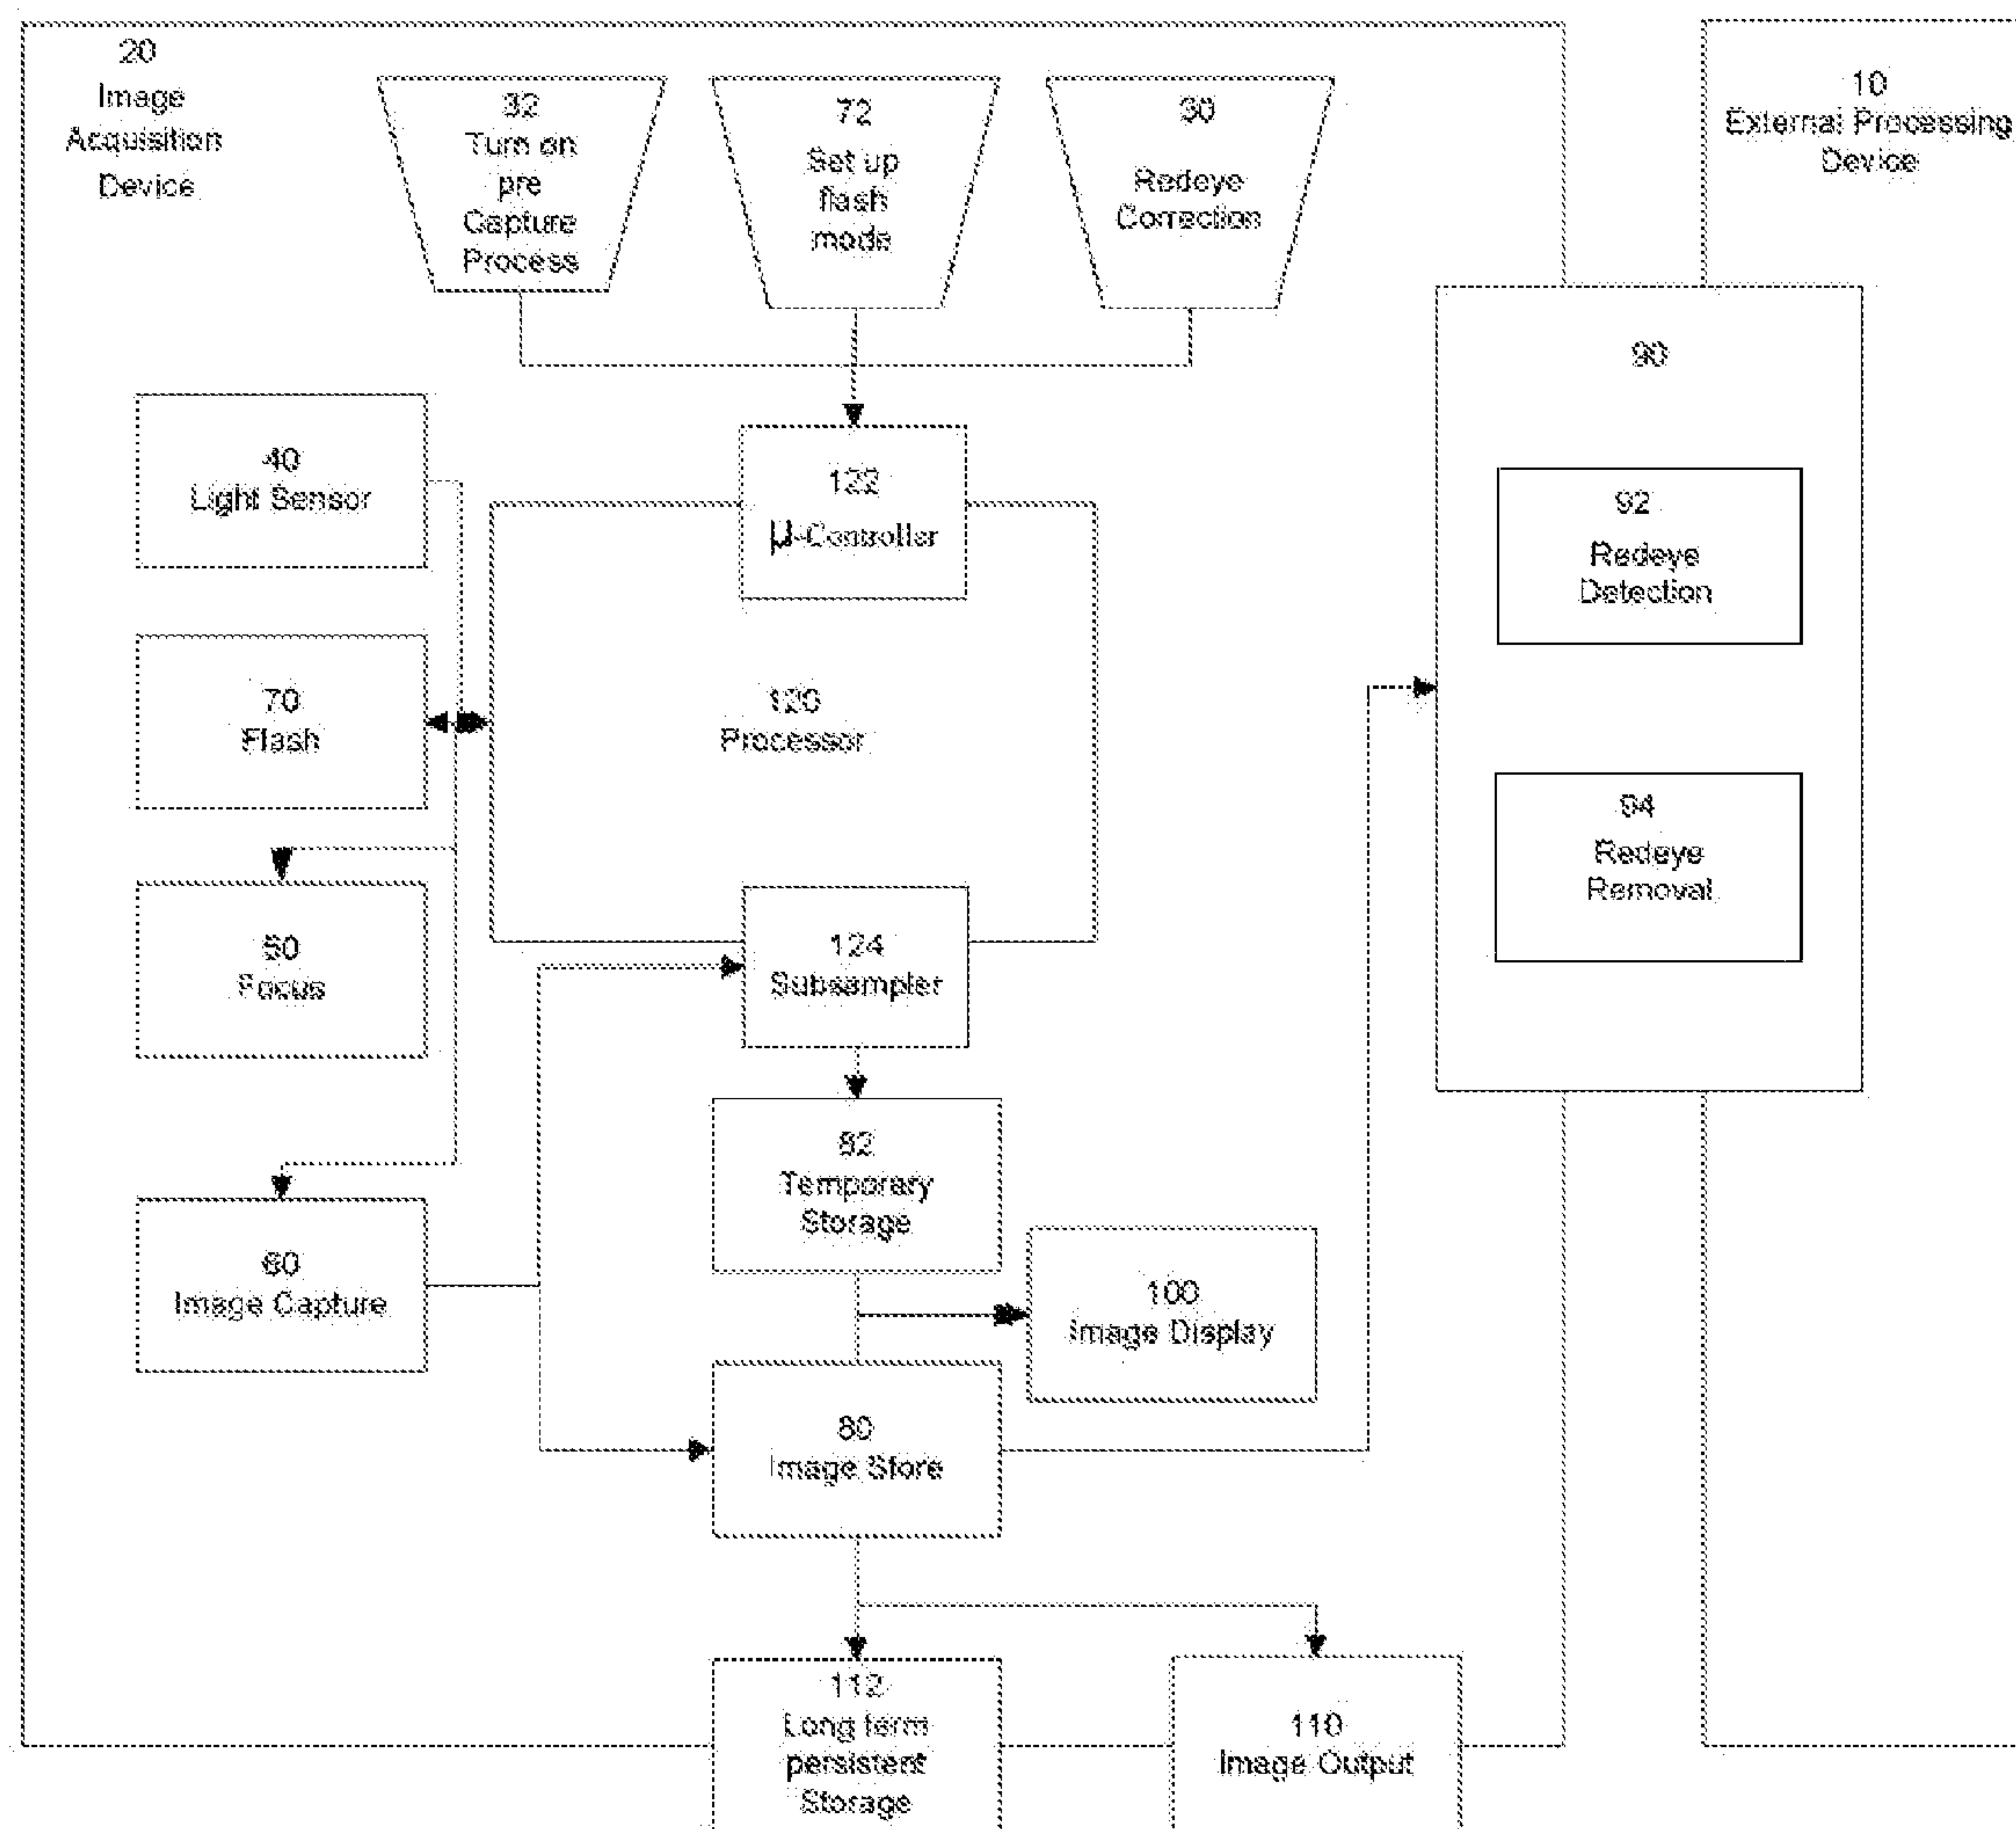 20
Image
Acquisition
Device
32
Turn on
pre
Capture
Process
72
Set up
flash
mode
30
Redeye
Correction
10
External Processing
Device
40
Light Sensor
122
μ-Controller
90
92
Redeye
Detection
70
Flash
120
Processor
94
Redeye
Removal
50
Focus
124
Subsampler
82
Temporary
Storage
60
Image Capture
100
Image Display
80
Image Store
112
Long term
persistent
Storage
110
Image Output